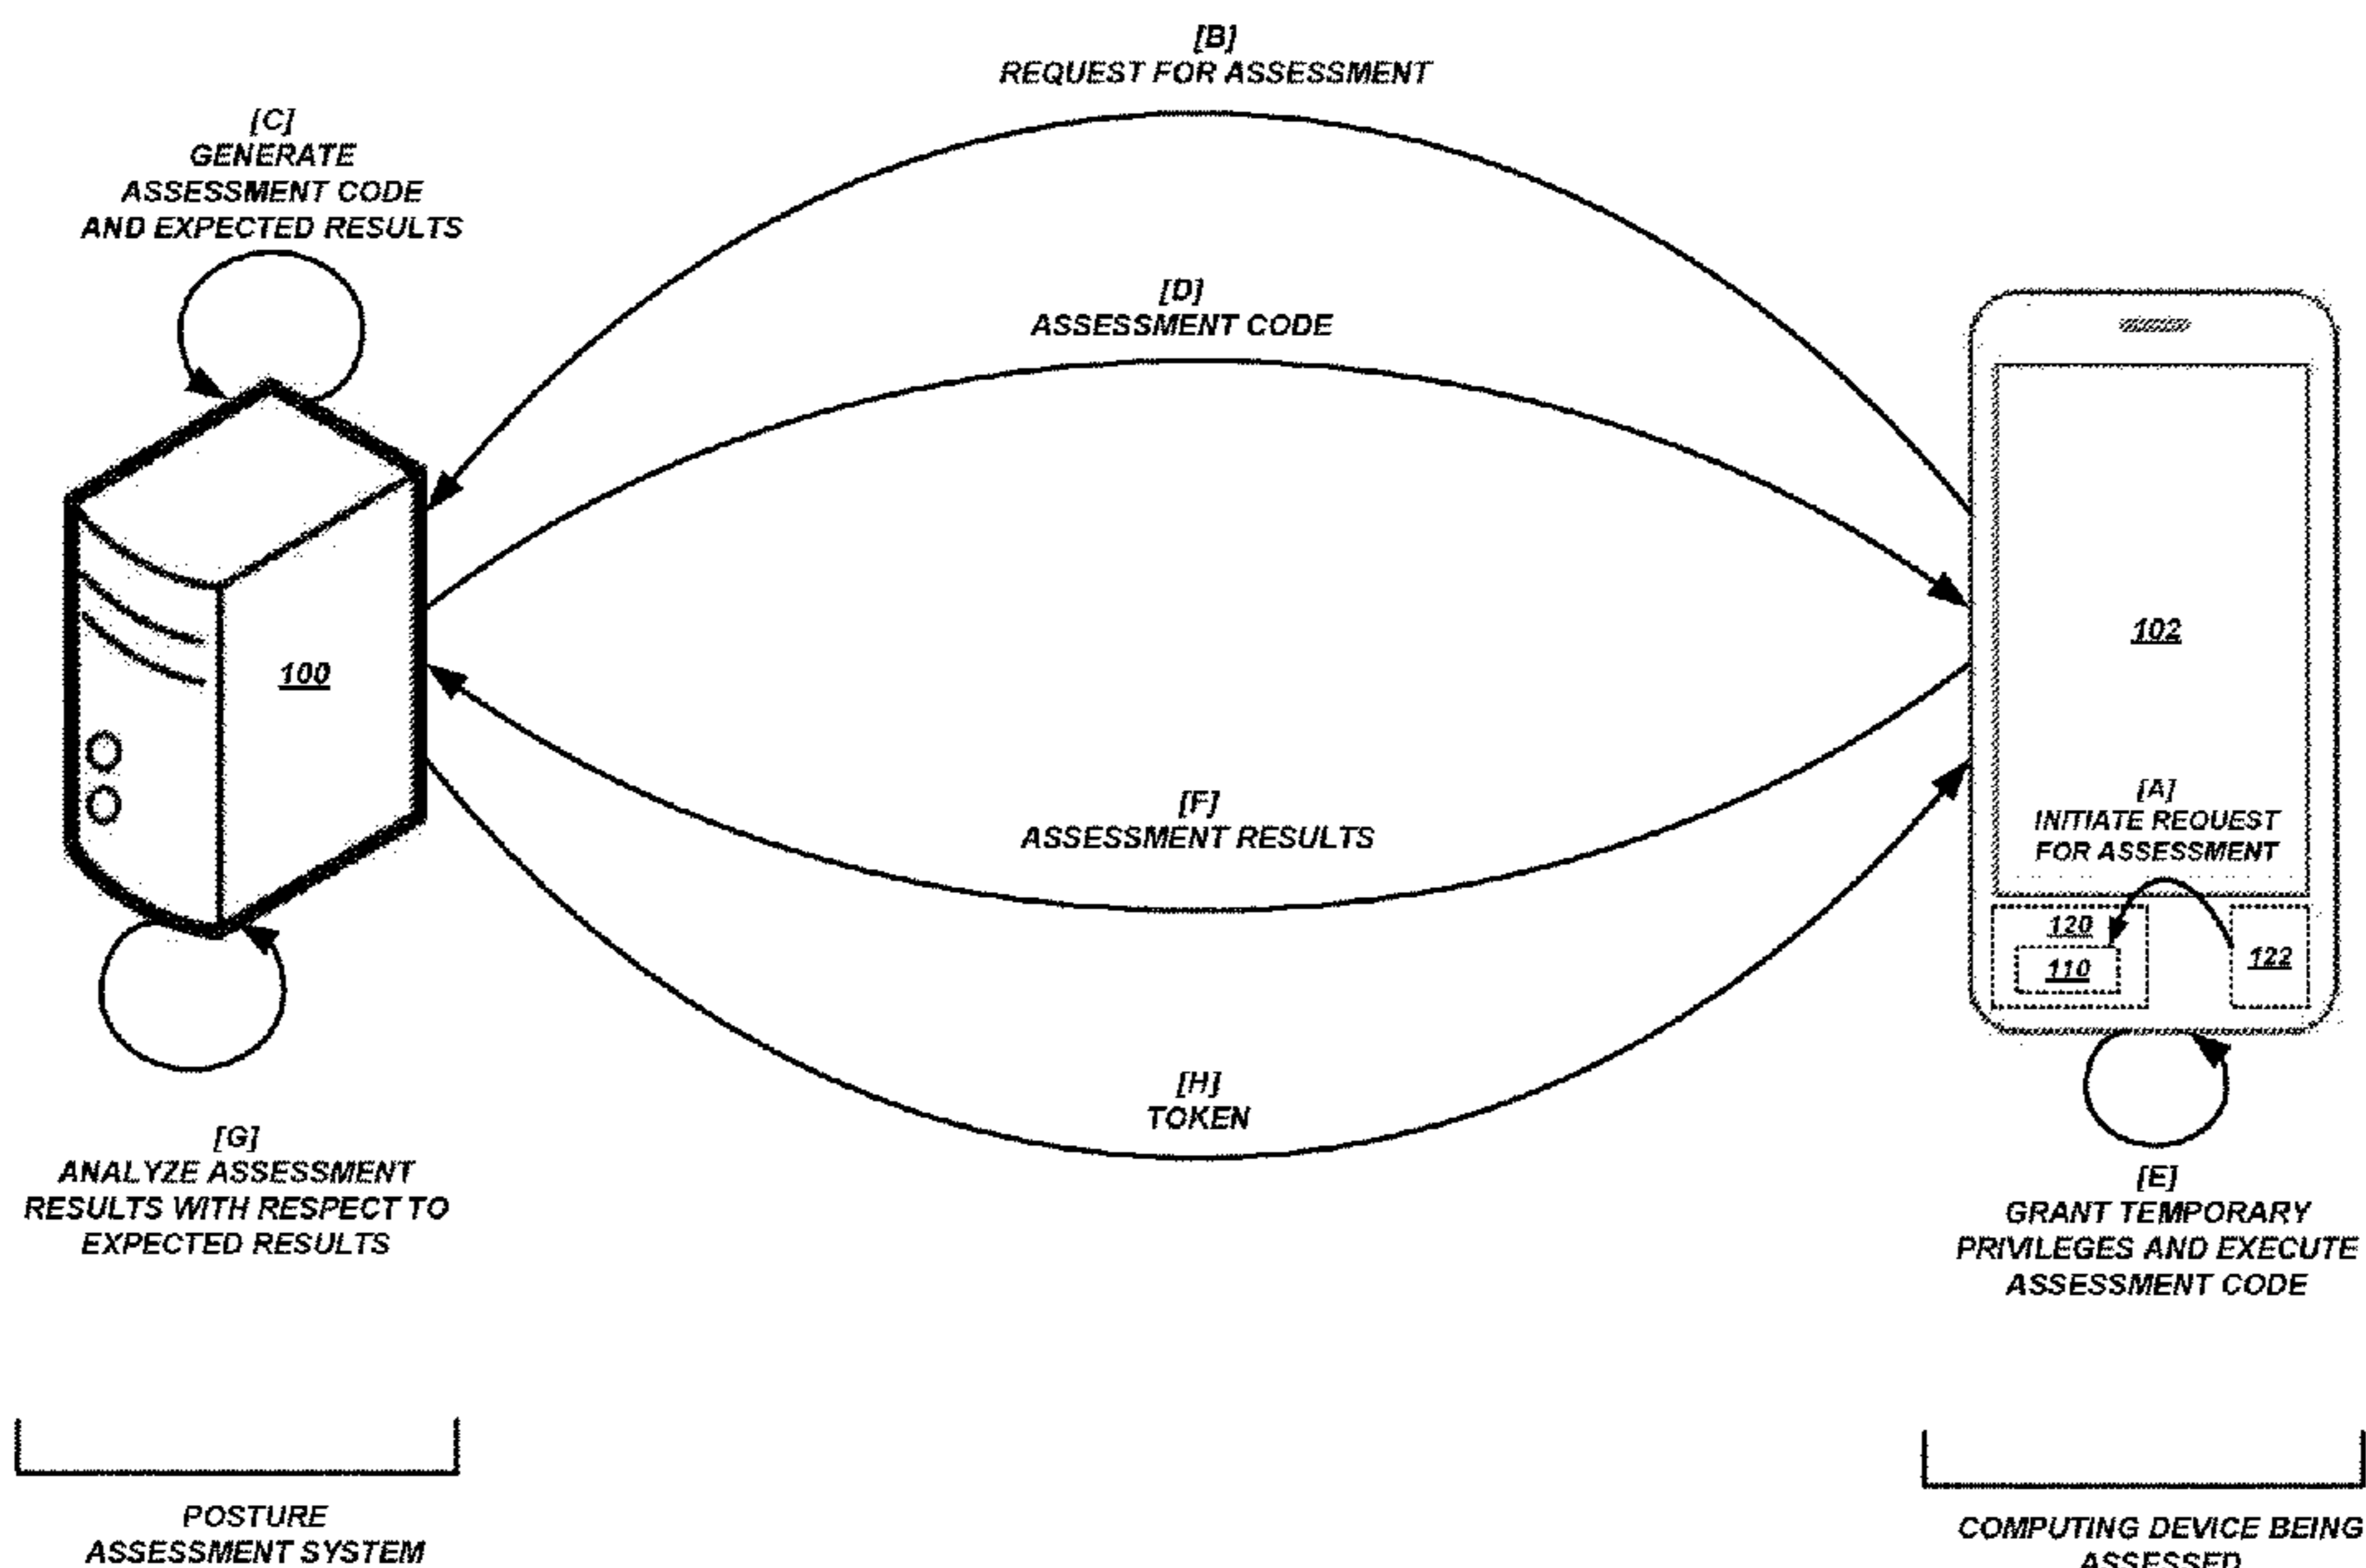 [B]
REQUEST FOR ASSESSMENT
[C]
GENERATE
ASSESSMENT CODE
AND EXPECTED RESULTS
[D]
ASSESSMENT CODE
100
102
[F]
ASSESSMENT RESULTS
[A]
INITIATE REQUEST
FOR ASSESSMENT
120
110
122
[H]
TOKEN
[G]
ANALYZE ASSESSMENT
RESULTS WITH RESPECT TO
EXPECTED RESULTS
[E]
GRANT TEMPORARY
PRIVILEGES AND EXECUTE
ASSESSMENT CODE
POSTURE
ASSESSMENT SYSTEM
COMPUTING DEVICE BEING
ASSESSED